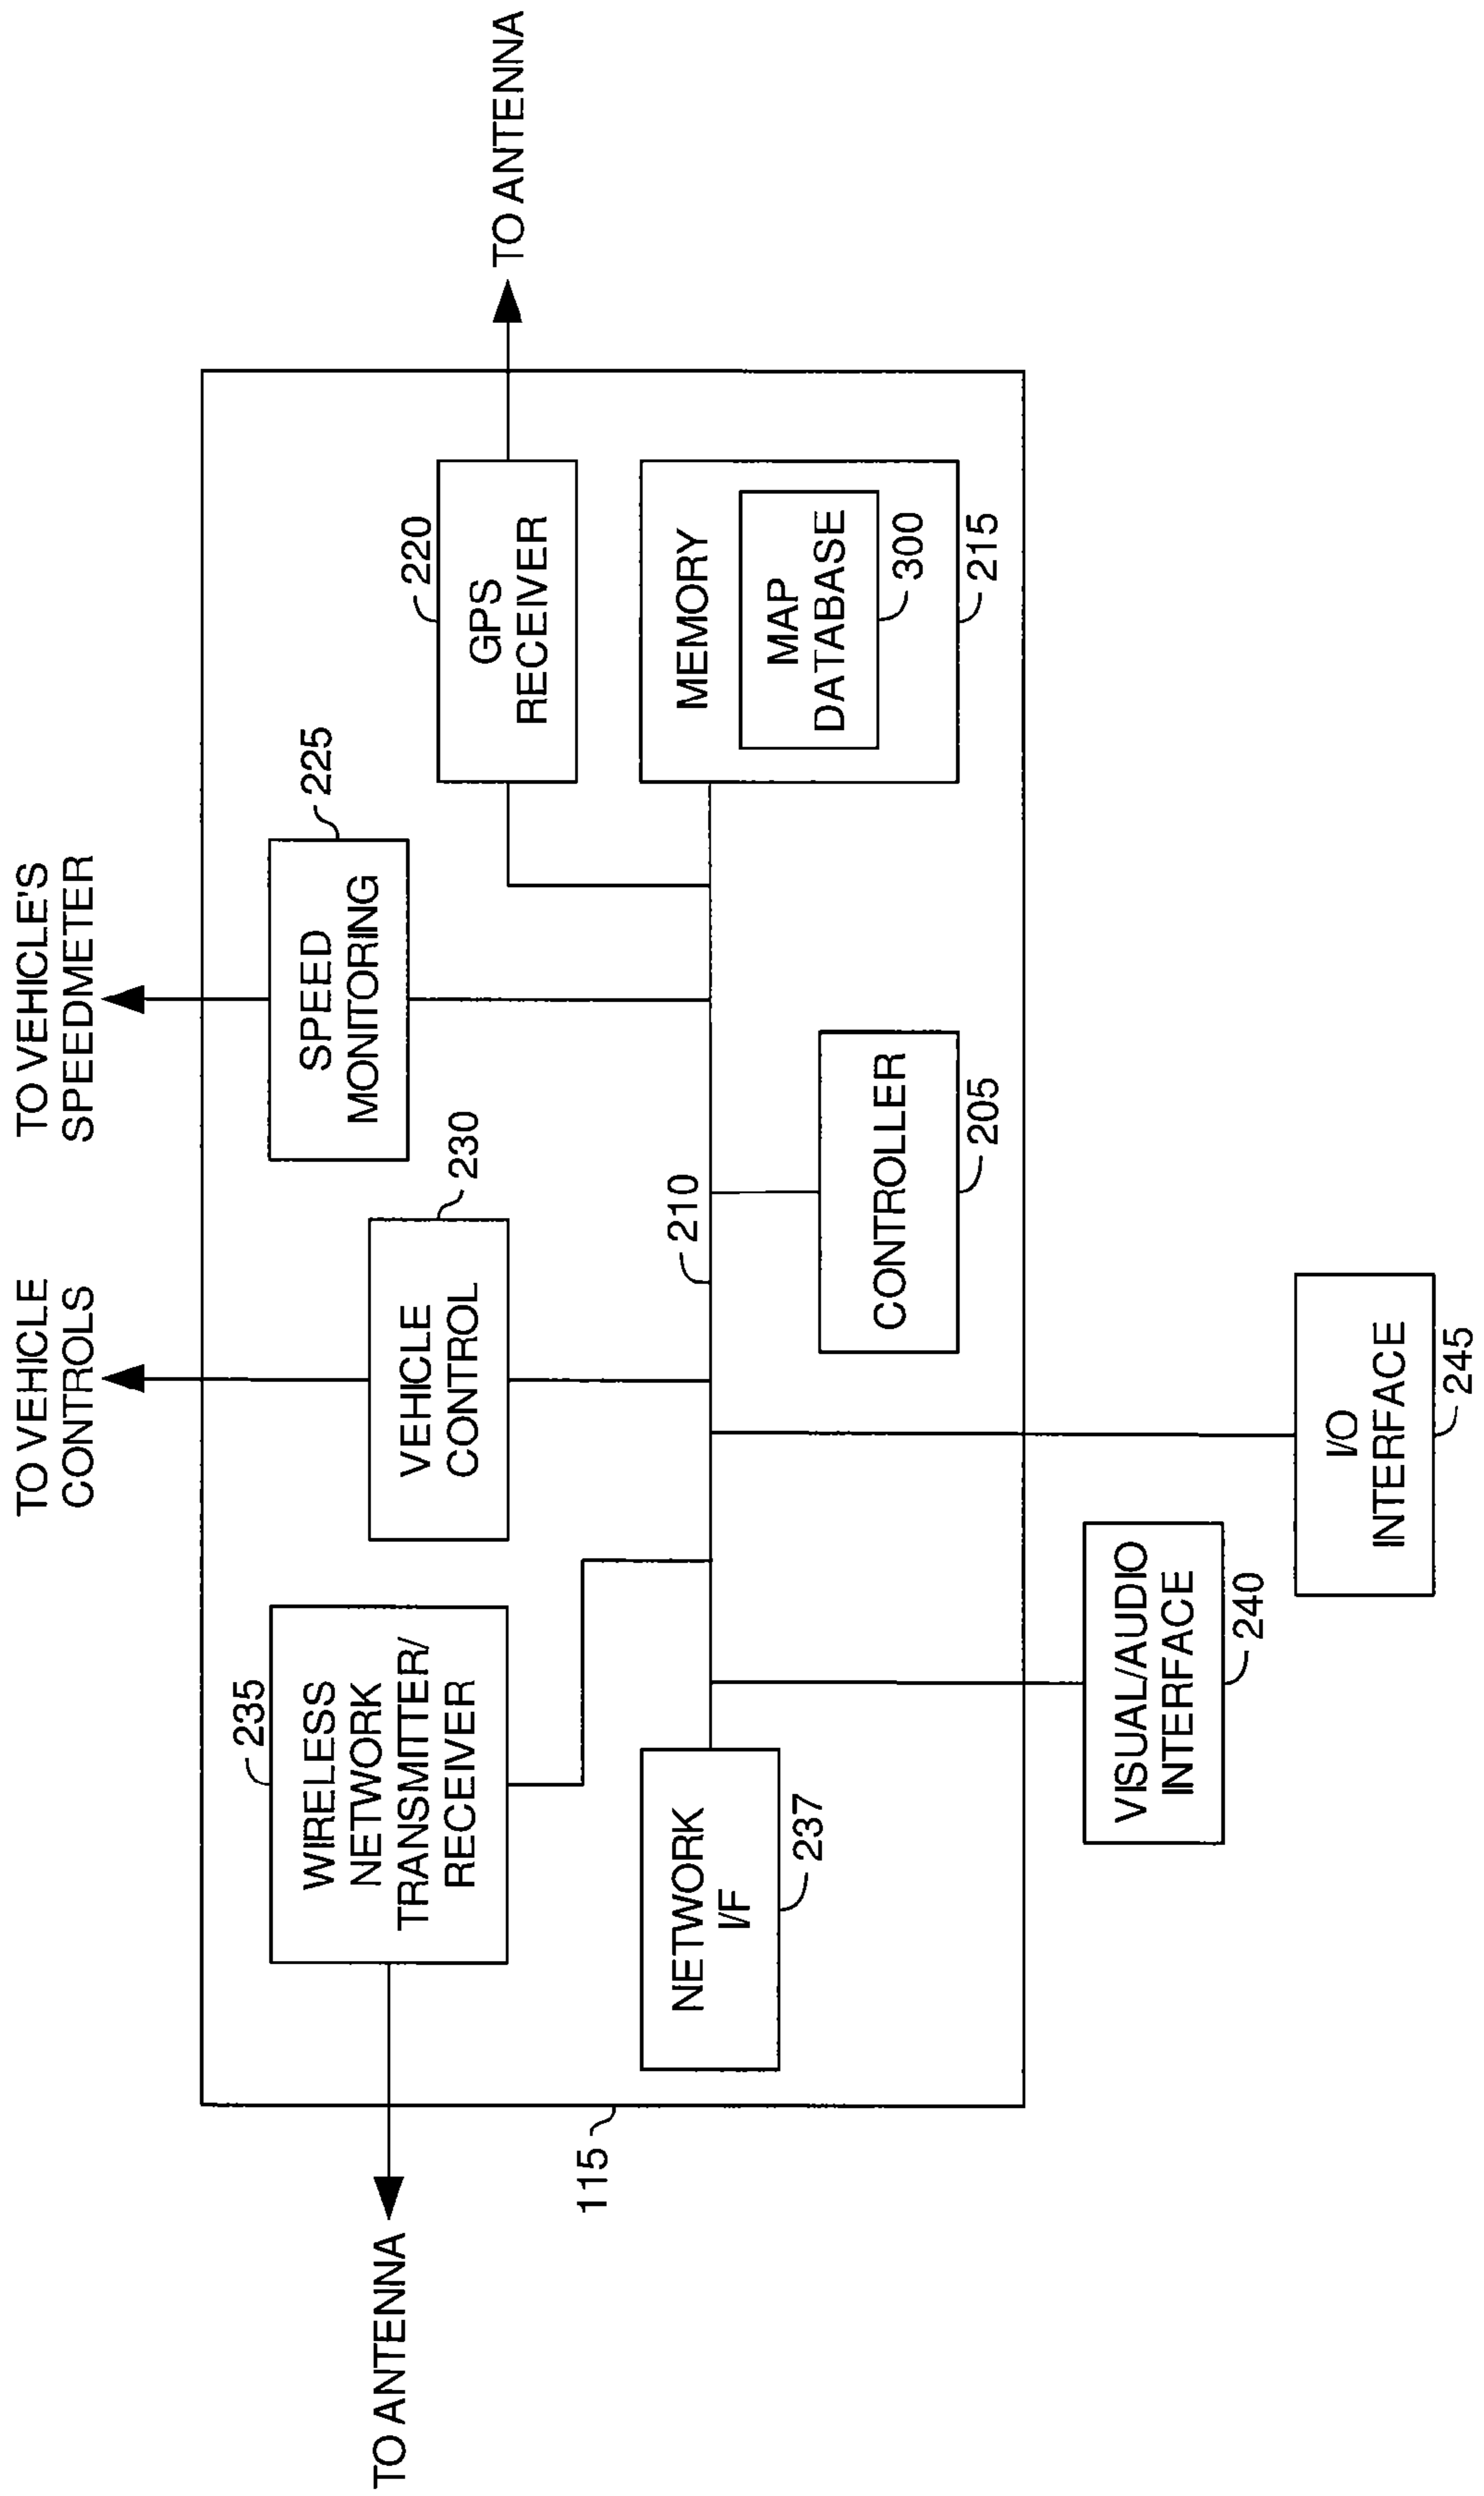 TO VEHICLE
CONTROLS
TO VEHICLE'S
SPEEDMETER
235
WIRELESS
NETWORK
TRANSMITTER/
RECEIVER
230
VEHICLE
CONTROL
225
SPEED
MONITORING
220
GPS
RECEIVER
TO ANTENNA
TO ANTENNA
115
210
NETWORK
I/F
237
CONTROLLER
205
MEMORY
MAP
DATABASE
300
215
VISUAL/AUDIO
INTERFACE
240
I/O
INTERFACE
245